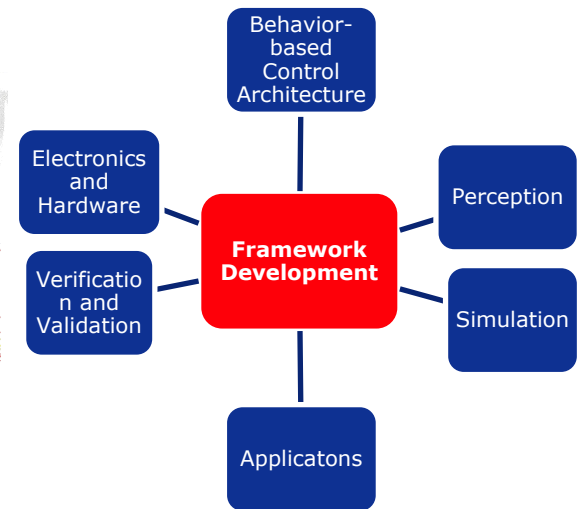 Behavior-
based
Control
Architecture
Electronics
and
Hardware
Perception
Framework
Development
Verificatio
n and
Validation
Simulation
Applicatons